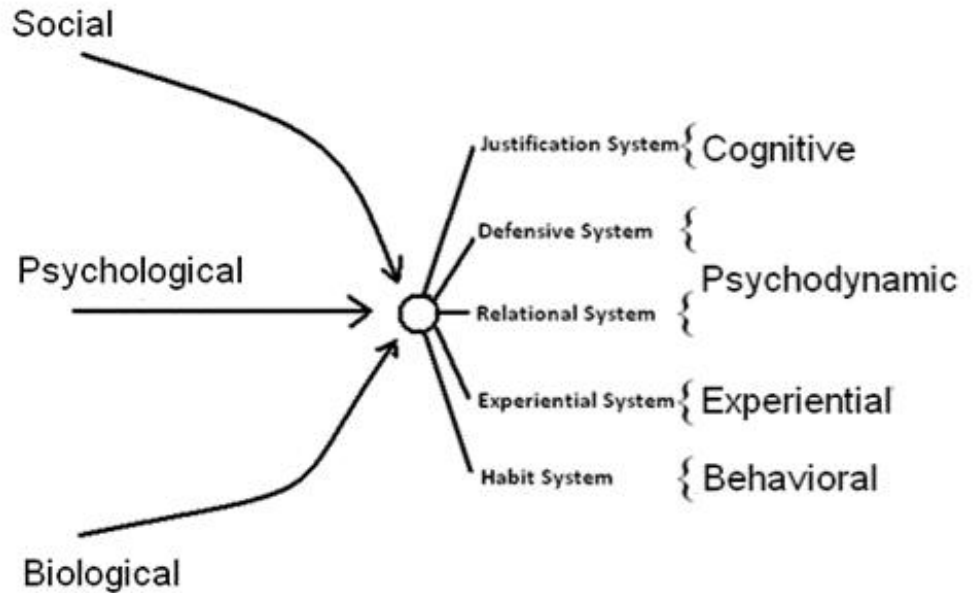 Social
Justification System { Cognitive
Defensive System {
Psychological
Psychodynamic
Relational System {
Experiential System { Experiential
Habit System { Behavioral
Biological